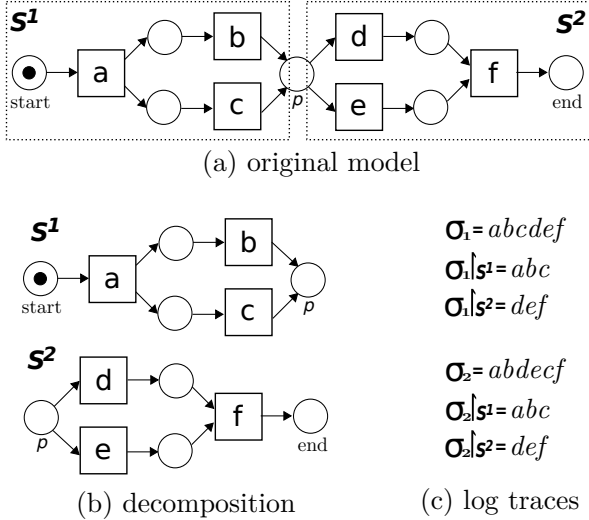 S¹ S²
a b d
c e f
start p end
(a) original model
S¹
a b
c
start p
S²
d
f
e
p end
(b) decomposition
σ₁= abcdef
σ₁↾s¹= abc
σ₁↾s²= def
σ₂= abdecf
σ₂↾s¹= abc
σ₂↾s²= def
(c) log traces